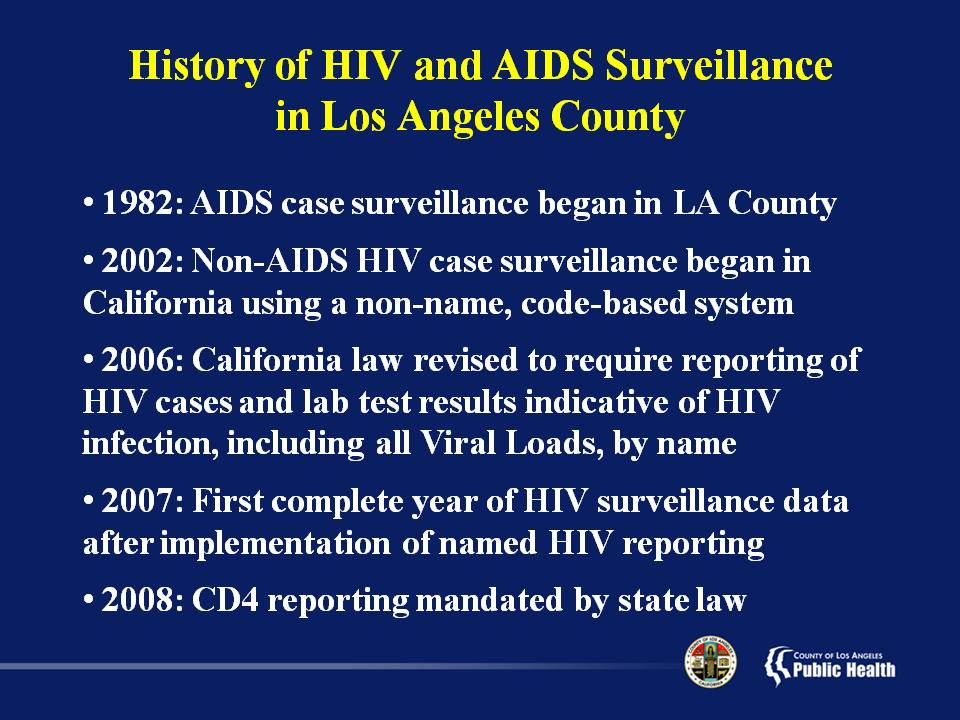 History of HIV and AIDS Surveillance
in Los Angeles County
• 1982: AIDS case surveillance began in LA County
• 2002: Non-AIDS HIV case surveillance began in
California using a non-name, code-based system
• 2006: California law revised to require reporting of
HIV cases and lab test results indicative of HIV
infection, including all Viral Loads, by name
• 2007: First complete year of HIV surveillance data
after implementation of named HIV reporting
• 2008: CD4 reporting mandated by state law
COUNTY OF LOS ANGELES
Public Health